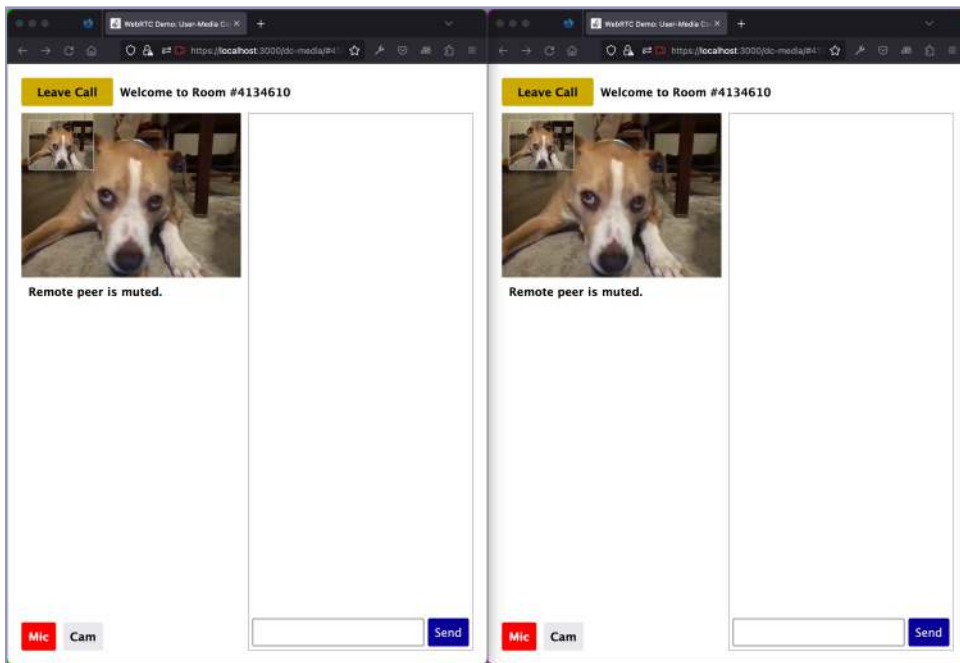 WebRTC Demo: User-Media Co
https://localhost:3000/dc-media/#41
Leave Call
Welcome to Room #4134610
Remote peer is muted.
Mic
Cam
Send
WebRTC Demo: User-Media Co
https://localhost:3000/dc-media/#41
Leave Call
Welcome to Room #4134610
Remote peer is muted.
Mic
Cam
Send